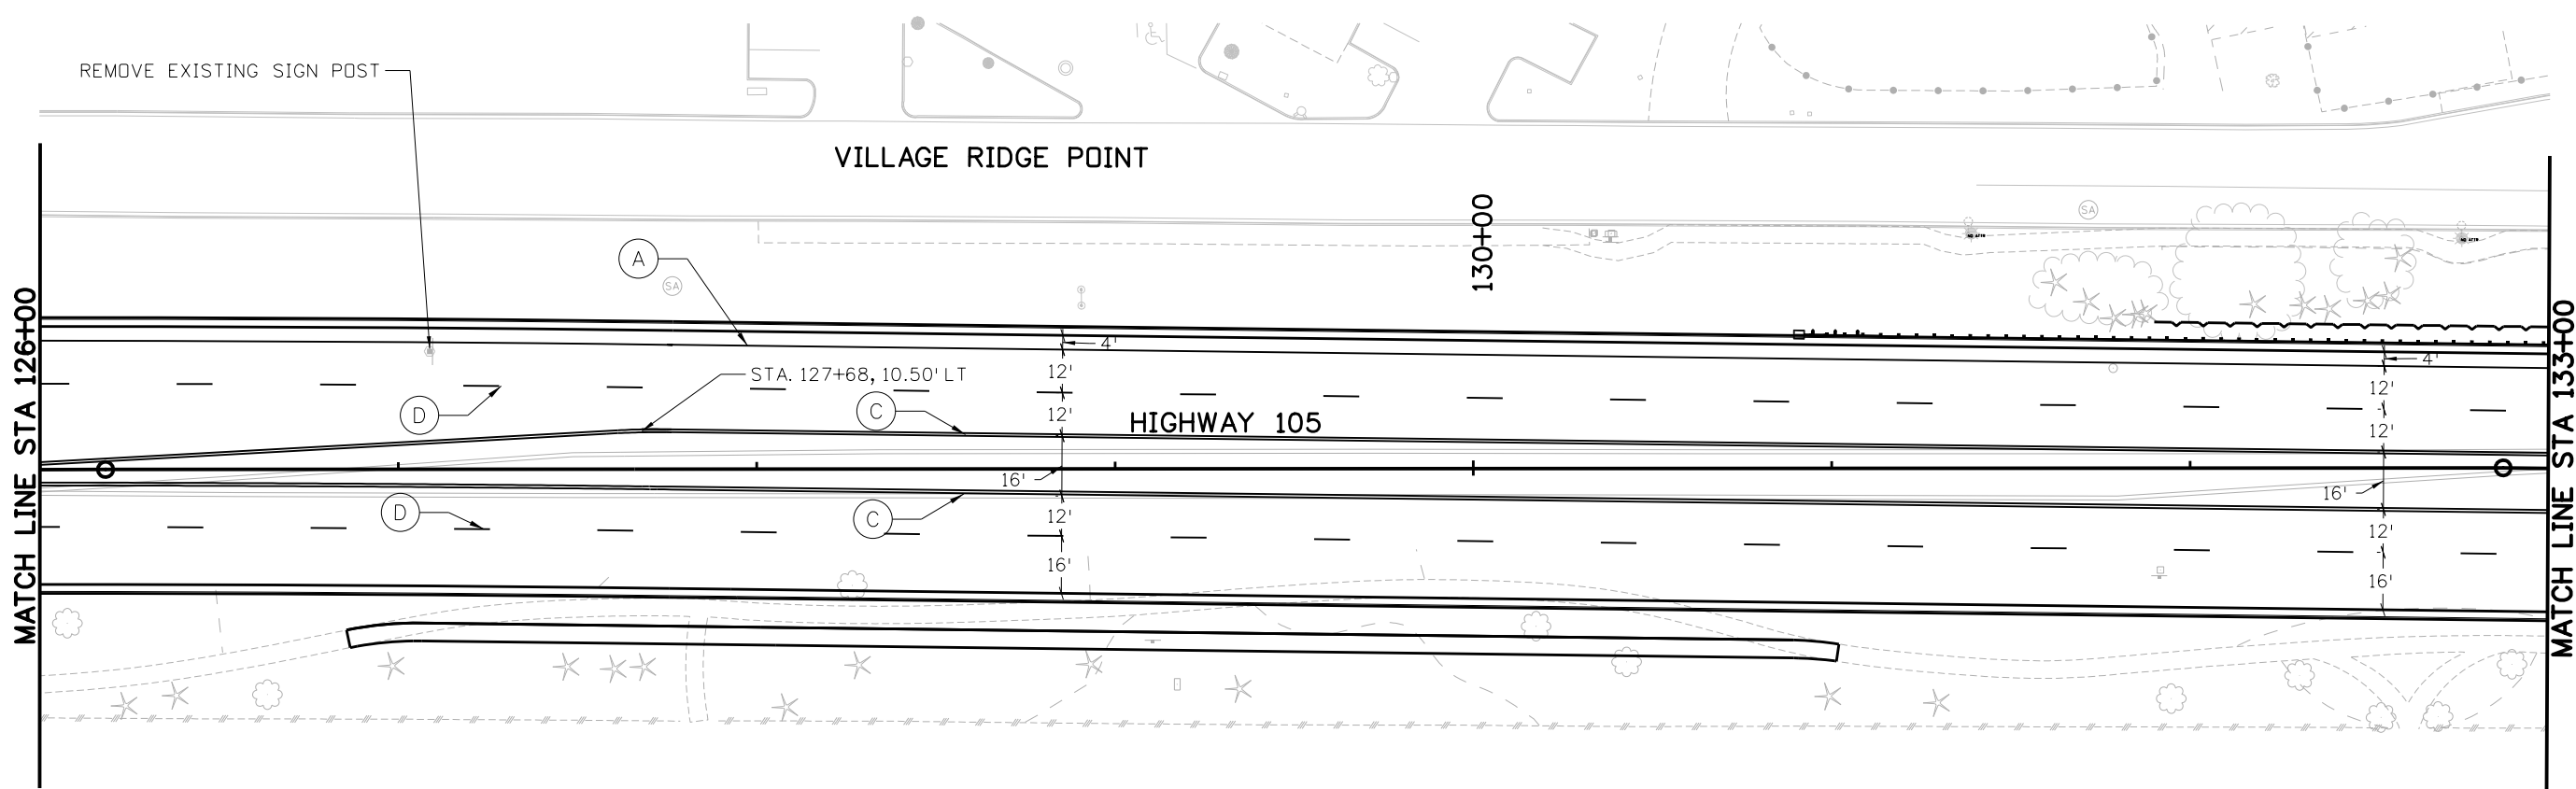 REMOVE EXISTING SIGN POST
VILLAGE RIDGE POINT
130+00
A
SA
SA
MATCH LINE STA 126+00
MATCH LINE STA 133+00
4'
4'
STA. 127+68, 10.50' LT
12'
12'
D
C
12'
HIGHWAY 105
12'
16'
16'
D
C
12'
12'
16'
16'